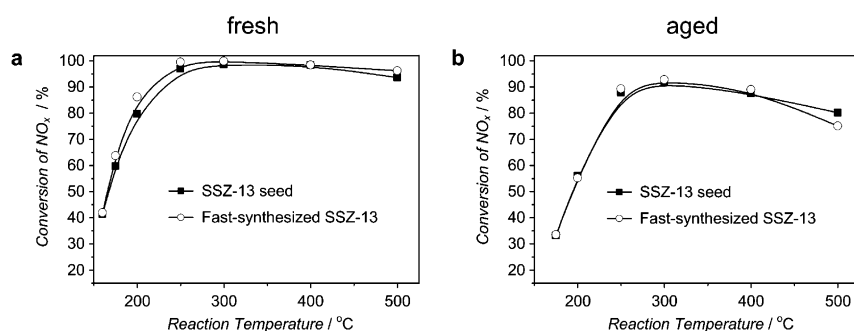 fresh
a
100
90
80
70
60
50
40
30
20
Conversion of NOx / %
SSZ-13 seed
Fast-synthesized SSZ-13
200
300
400
500
Reaction Temperature / °C
aged
b
100
90
80
70
60
50
40
30
20
Conversion of NOx / %
SSZ-13 seed
Fast-synthesized SSZ-13
200
300
400
500
Reaction Temperature / °C